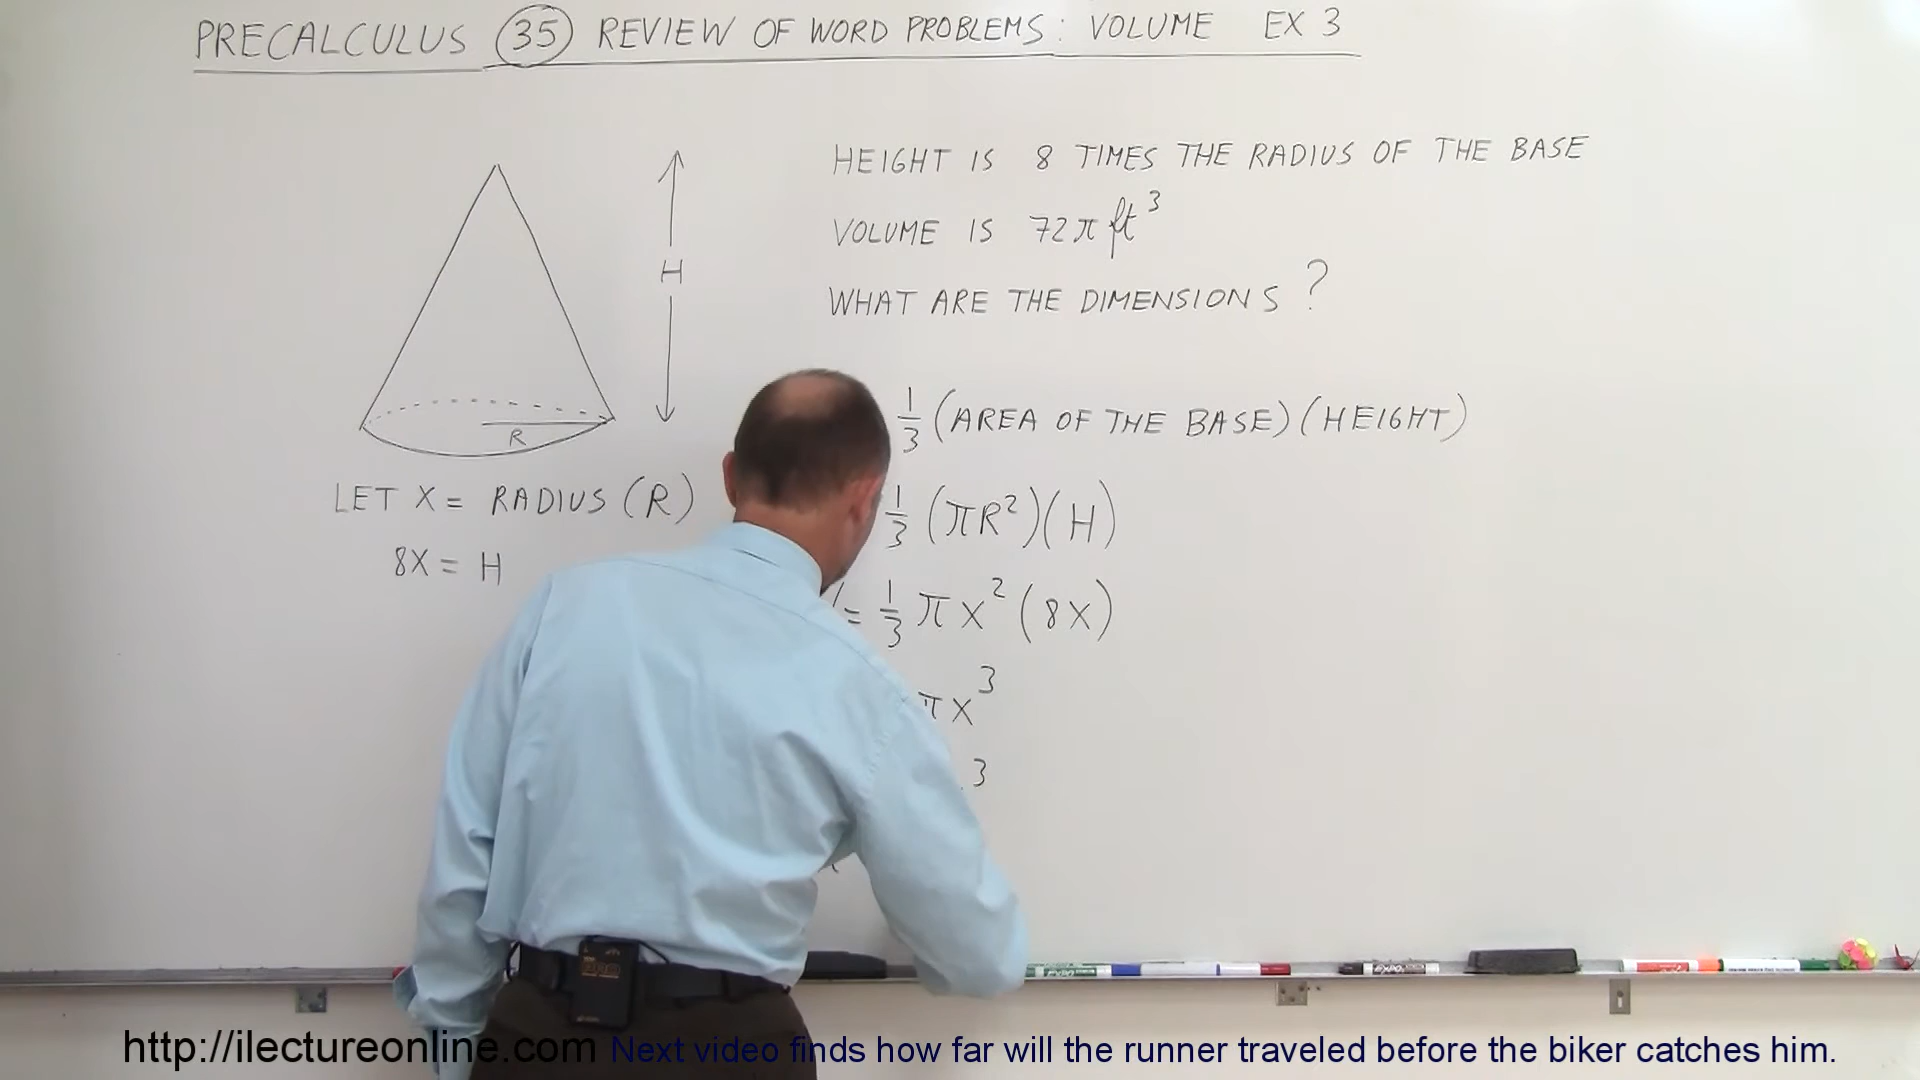 PRECALCULUS 35 REVIEW OF WORD PROBLEMS: VOLUME EX 3
HEIGHT IS 8 TIMES THE RADIUS OF THE BASE
VOLUME IS 72π ft³
WHAT ARE THE DIMENSIONS?
H
R
LET X = RADIUS (R)
8X = H
1/3 (AREA OF THE BASE)(HEIGHT)
1/3 (πR²)(H)
= 1/3 πX² (8X)
πX³
3
http://ilectureonline.com Next video finds how far will the runner traveled before the biker catches him.